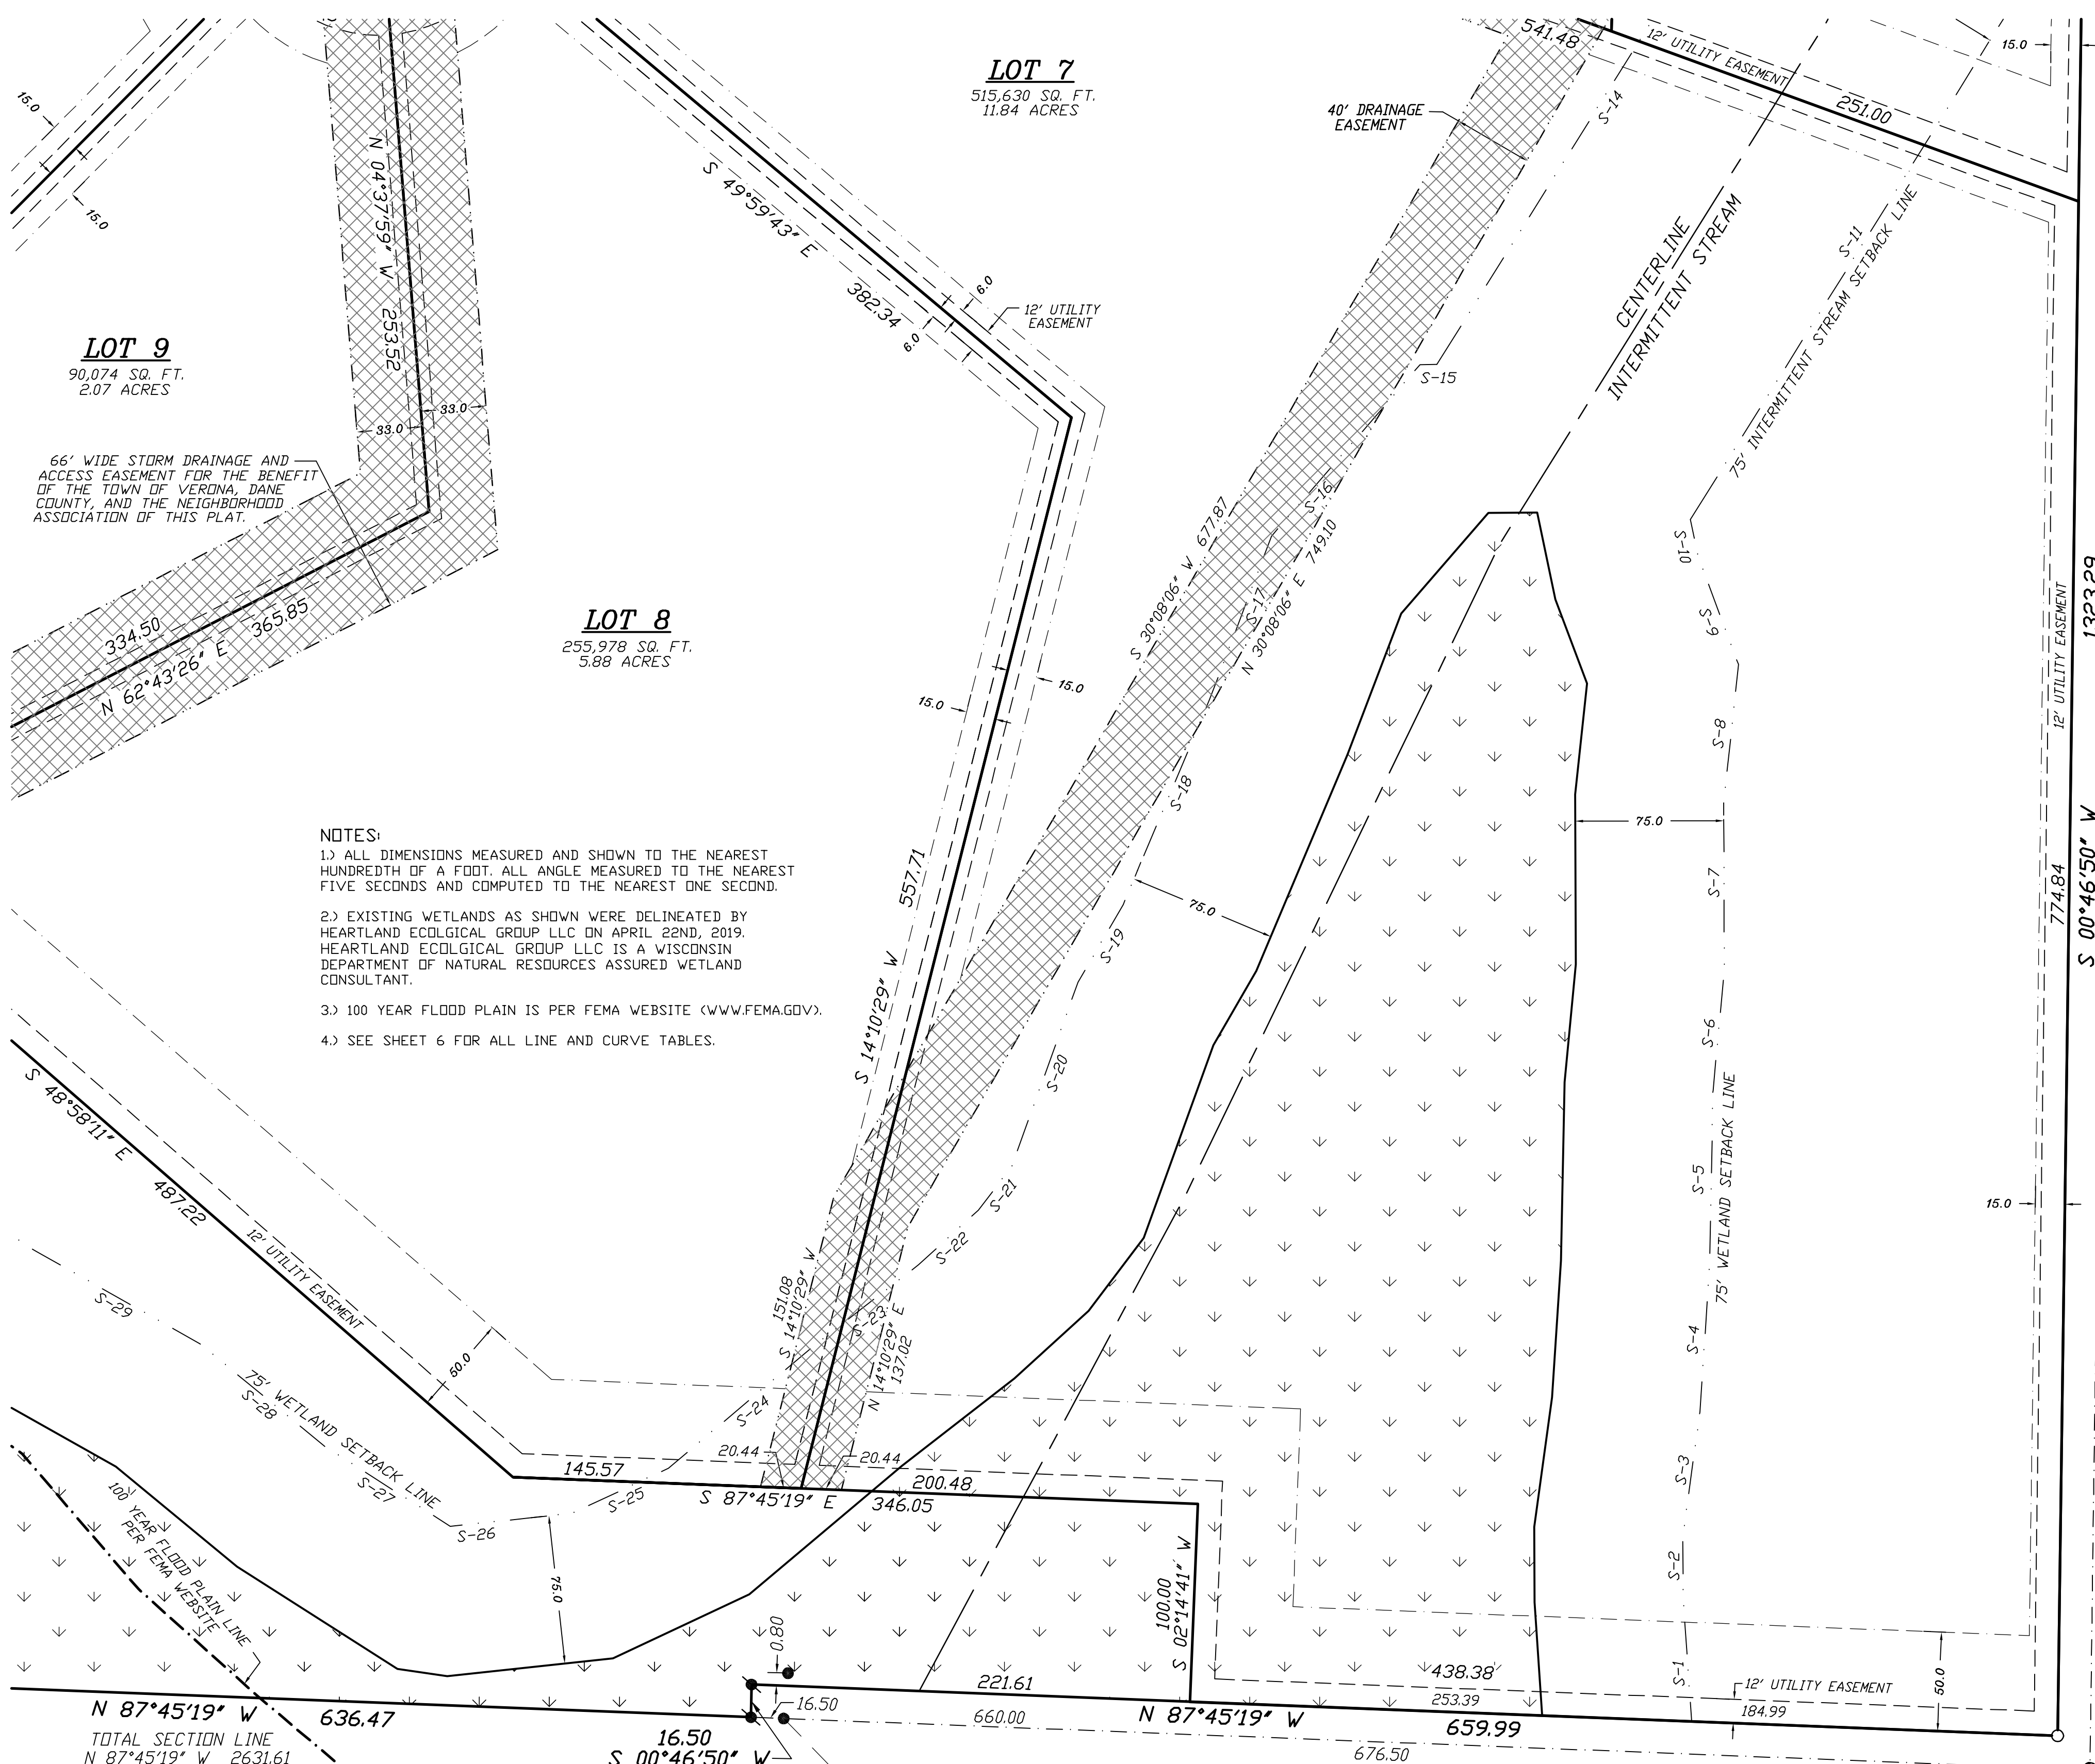 541.48
12' UTILITY EASEMENT
251.00
15.0
LOT 7
515,630 SQ. FT.
11.84 ACRES
40' DRAINAGE
EASEMENT
S-14
15.0
15.0
N 04°37'59" W
253.52
S 49°59'43" E
382.34
6.0
6.0
12' UTILITY
EASEMENT
CENTERLINE
INTERMITTENT STREAM
S-11
75' INTERMITTENT STREAM SETBACK LINE
LOT 9
90,074 SQ. FT.
2.07 ACRES
33.0
33.0
S-15
66' WIDE STORM DRAINAGE AND
ACCESS EASEMENT FOR THE BENEFIT
OF THE TOWN OF VERONA, DANE
COUNTY, AND THE NEIGHBORHOOD
ASSOCIATION OF THIS PLAT.
S-16
S 30°08'06" W 677.87
N 30°08'06" E 749.10
S-17
S-10
S-9
12' UTILITY EASEMENT
1323.29
334.50
365.85
N 62°43'26" E
LOT 8
255,978 SQ. FT.
5.88 ACRES
15.0
15.0
S-8
S-18
75.0
NOTES:
1.) ALL DIMENSIONS MEASURED AND SHOWN TO THE NEAREST
HUNDREDTH OF A FOOT. ALL ANGLE MEASURED TO THE NEAREST
FIVE SECONDS AND COMPUTED TO THE NEAREST ONE SECOND.
2.) EXISTING WETLANDS AS SHOWN WERE DELINEATED BY
HEARTLAND ECOLGICAL GROUP LLC ON APRIL 22ND, 2019.
HEARTLAND ECOLGICAL GROUP LLC IS A WISCONSIN
DEPARTMENT OF NATURAL RESOURCES ASSURED WETLAND
CONSULTANT.
3.) 100 YEAR FLOOD PLAIN IS PER FEMA WEBSITE (WWW.FEMA.GOV).
4.) SEE SHEET 6 FOR ALL LINE AND CURVE TABLES.
557.71
S 14°10'29" W
75.0
S-7
774.84
S 00°46'50" W
S-19
S-6
S-20
S 48°58'11" E
487.22
12' UTILITY EASEMENT
S-5
75' WETLAND SETBACK LINE
S-21
15.0
S-22
S-29
151.08
S 14°10'29" W
S-23
N 14°10'29" E
137.02
50.0
S-4
75' WETLAND SETBACK LINE
S-28
S-24
20.44
20.44
145.57
200.48
S 87°45'19" E
346.05
S-3
S-27
S-25
S-26
100 YEAR FLOOD PLAIN LINE
PER FEMA WEBSITE
75.0
100.00
S 02°14'41" W
S-2
0.80
S-1
50.0
221.61
438.38
253.39
12' UTILITY EASEMENT
184.99
16.50
660.00
N 87°45'19" W
659.99
N 87°45'19" W
636.47
TOTAL SECTION LINE
N 87°45'19" W 2631.61
16.50
S 00°46'50" W
676.50